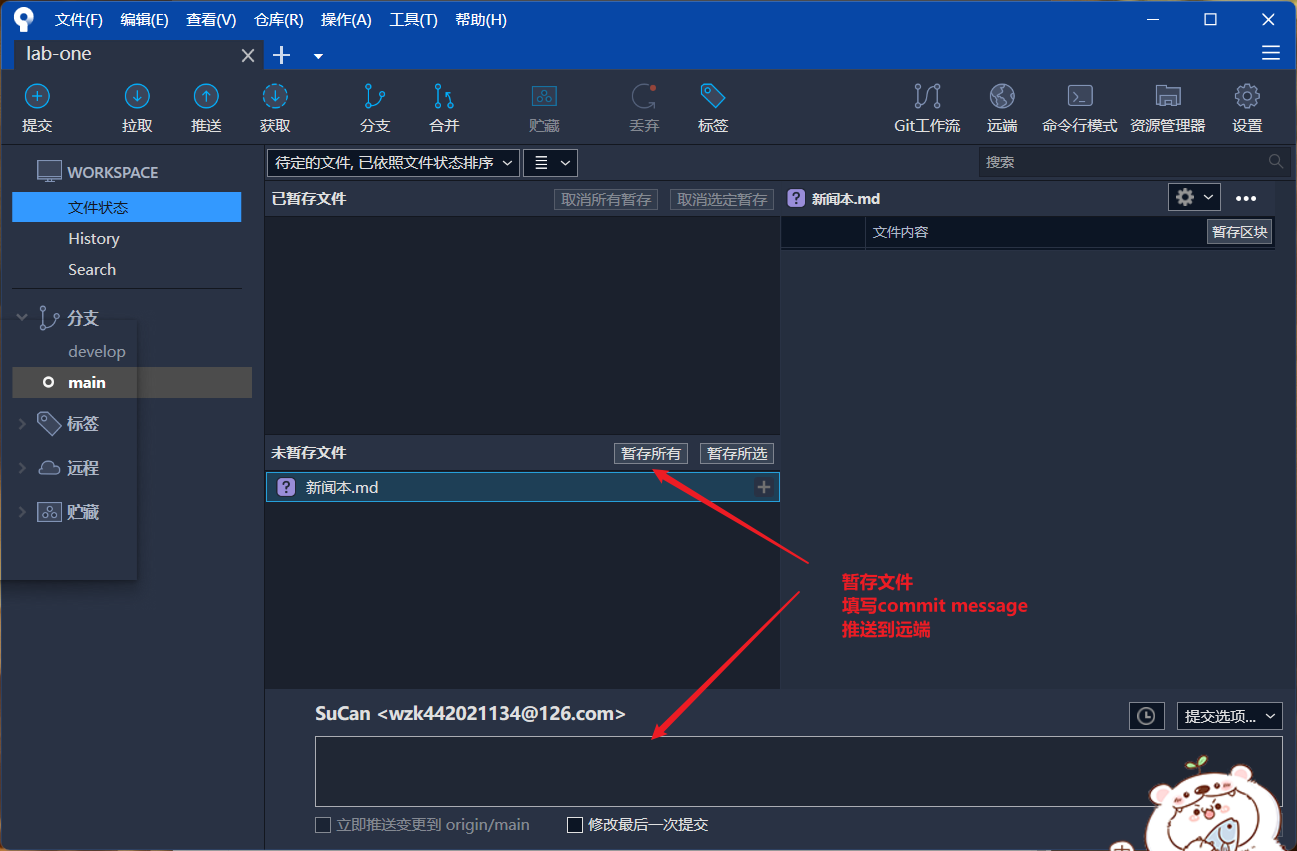 文件(F) 编辑(E) 查看(V) 仓库(R) 操作(A) 工具(T) 帮助(H)
lab-one
提交 拉取 推送 获取 分支 合并 贮藏 丢弃 标签 Git工作流 远端 命令行模式 资源管理器 设置
WORKSPACE
文件状态
History
Search
分支
develop
main
标签
远程
贮藏
待定的文件, 已依照文件状态排序
搜索
已暂存文件 取消所有暂存 取消选定暂存
新闻本.md
文件内容 暂存区块
未暂存文件 暂存所有 暂存所选
新闻本.md
暂存文件
填写commit message
推送到远端
SuCan <wzk442021134@126.com>
提交选项...
立即推送变更到 origin/main 修改最后一次提交